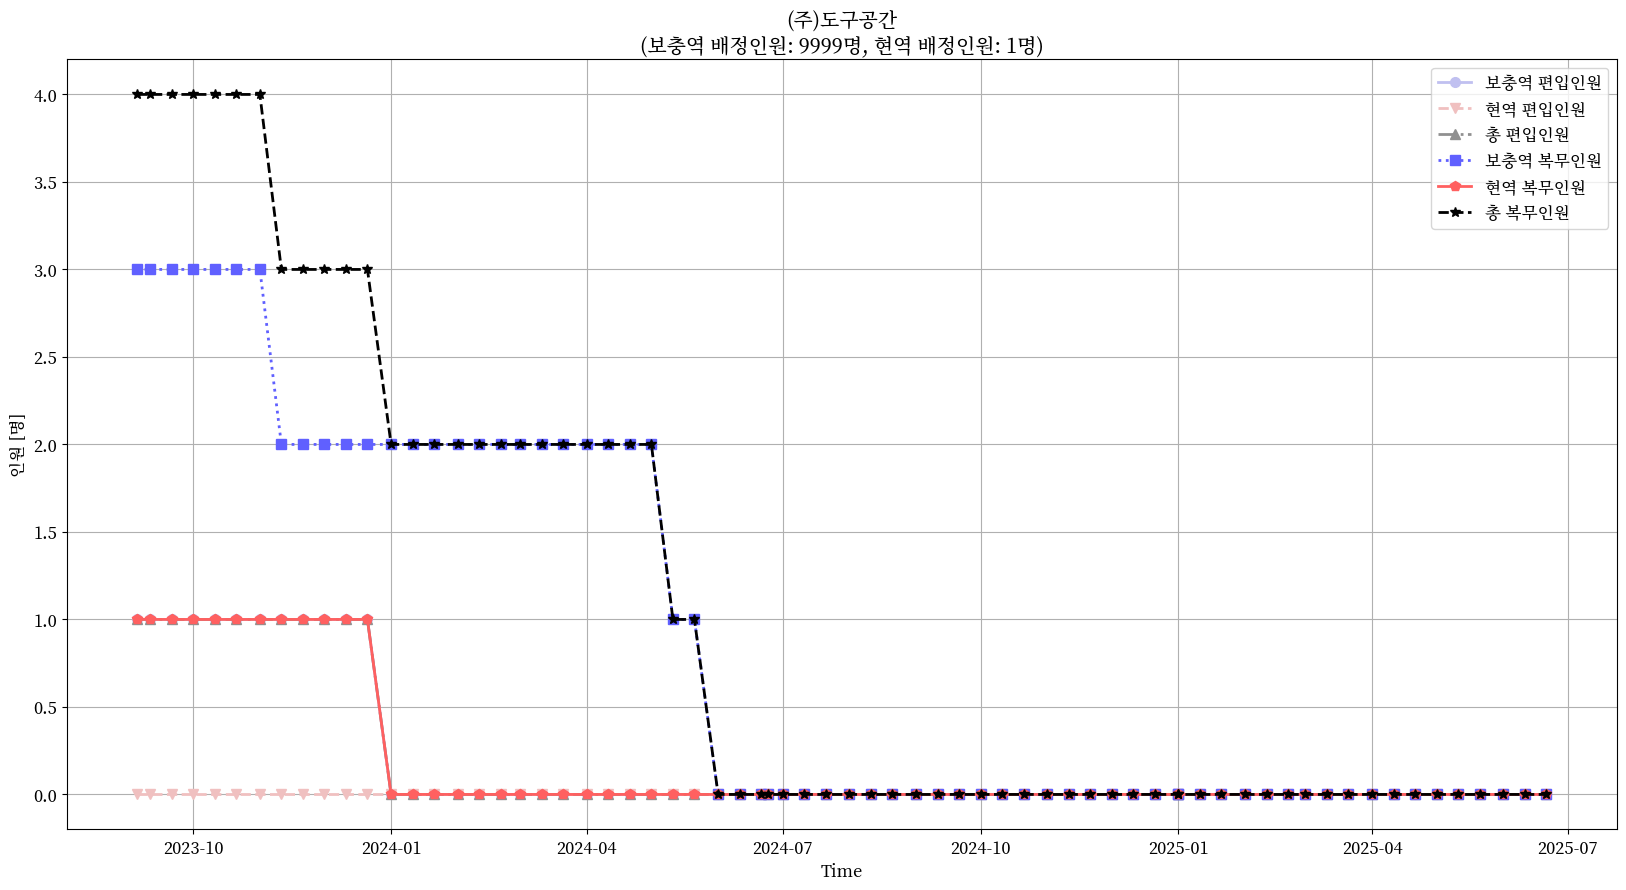 (주)도구공간
(보충역 배정인원: 9999명, 현역 배정인원: 1명)
보충역 편입인원
현역 편입인원
총 편입인원
보충역 복무인원
현역 복무인원
총 복무인원
인원 [명]
4.0
3.5
3.0
2.5
2.0
1.5
1.0
0.5
0.0
2023-10
2024-01
2024-04
2024-07
2024-10
2025-01
2025-04
2025-07
Time